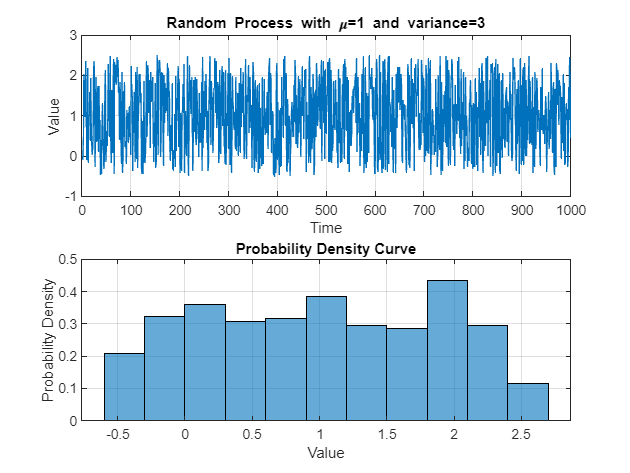 Random Process with μ=1 and variance=3
3
2
1
0
-1
Value
0 100 200 300 400 500 600 700 800 900 1000
Time
Probability Density Curve
0.5
0.4
0.3
0.2
0.1
0
Probability Density
-0.5 0 0.5 1 1.5 2 2.5
Value